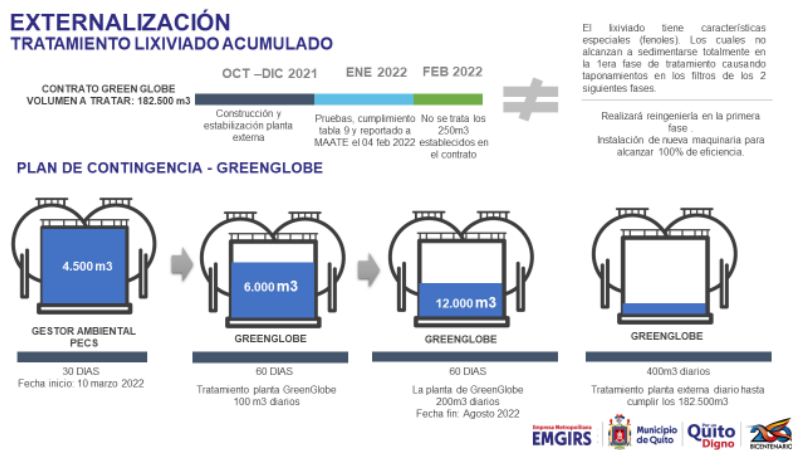 EXTERNALIZACIÓN
TRATAMIENTO LIXIVIADO ACUMULADO
OCT –DIC 2021
ENE 2022
FEB 2022
CONTRATO GREEN GLOBE
VOLUMEN A TRATAR: 182.500 m3
Construcción y
estabilización planta
externa
Pruebas, cumplimiento
tabla 9 y reportado a
MAATE el 04 feb 2022
No se trata los
250m3
establecidos en
el contrato
El lixiviado tiene características
especiales (fenoles). Los cuales no
alcanzan a sedimentarse totalmente en
la 1era fase de tratamiento causando
taponamientos en los filtros de los 2
siguientes fases.
Realizará reingeniería en la primera
fase .
Instalación de nueva maquinaria para
alcanzar 100% de eficiencia.
PLAN DE CONTINGENCIA - GREENGLOBE
4.500 m3
6.000 m3
12.000 m3
GESTOR AMBIENTAL
PECS
GREENGLOBE
GREENGLOBE
GREENGLOBE
30 DIAS
Fecha inicio: 10 marzo 2022
60 DIAS
Tratamiento planta GreenGlobe
100 m3 diarios
60 DIAS
La planta de GreenGlobe
200m3 diarios
Fecha fin: Agosto 2022
400m3 diarios
Tratamiento planta externa diario hasta
cumplir los 182.500m3
Empresa Metropolitana
EMGIRS
Municipio
de Quito
Por un
Quito
Digno
200
BICENTENARIO